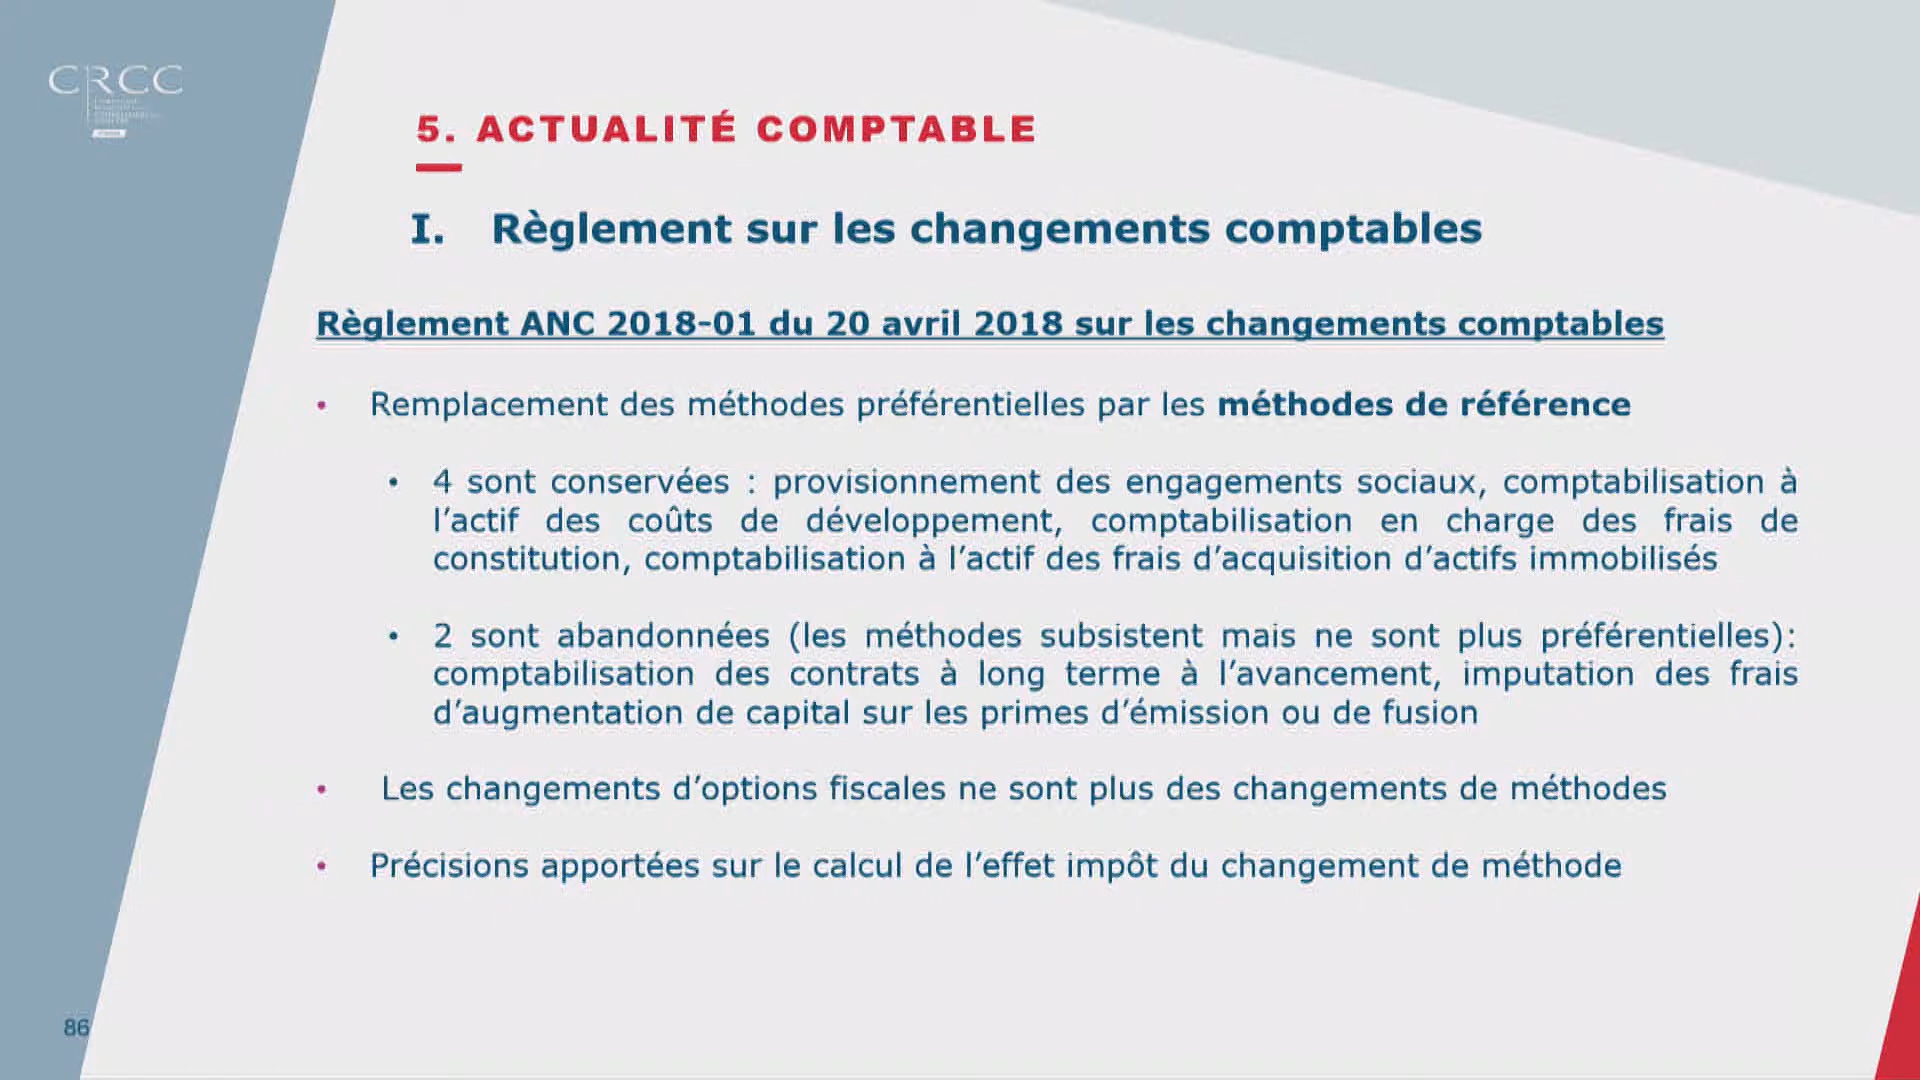 CRCC
5. ACTUALITÉ COMPTABLE
I. Règlement sur les changements comptables
Règlement ANC 2018-01 du 20 avril 2018 sur les changements comptables
• Remplacement des méthodes préférentielles par les méthodes de référence
• 4 sont conservées : provisionnement des engagements sociaux, comptabilisation à
l’actif des coûts de développement, comptabilisation en charge des frais de
constitution, comptabilisation à l’actif des frais d’acquisition d’actifs immobilisés
• 2 sont abandonnées (les méthodes subsistent mais ne sont plus préférentielles):
comptabilisation des contrats à long terme à l’avancement, imputation des frais
d’augmentation de capital sur les primes d’émission ou de fusion
• Les changements d’options fiscales ne sont plus des changements de méthodes
• Précisions apportées sur le calcul de l’effet impôt du changement de méthode
86